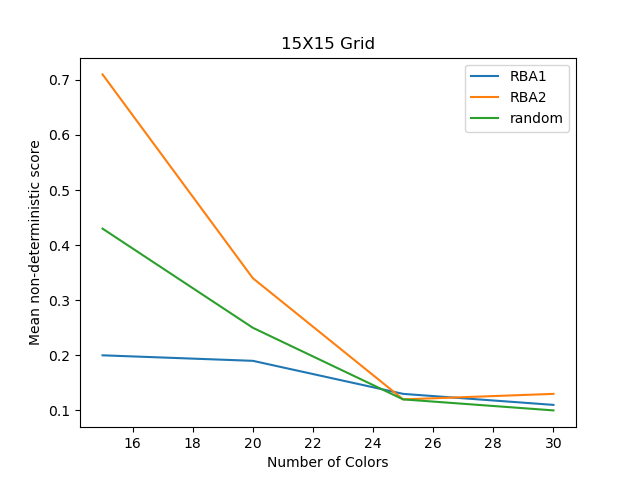 15X15 Grid
RBA1
RBA2
random
Mean non-deterministic score
0.7
0.6
0.5
0.4
0.3
0.2
0.1
16 18 20 22 24 26 28 30
Number of Colors